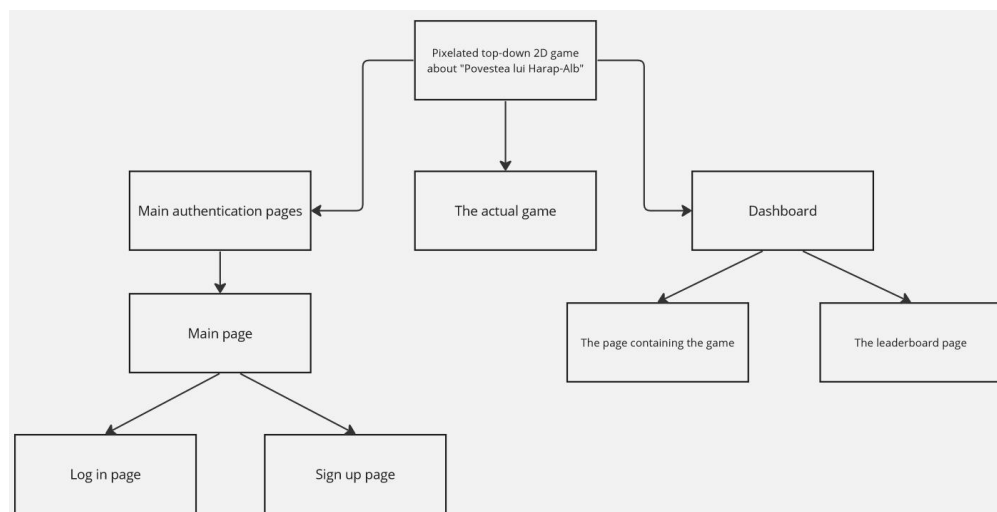 Pixelated top-down 2D game
about "Povestea lui Harap-Alb"
Main authentication pages
The actual game
Dashboard
Main page
The page containing the game
The leaderboard page
Log in page
Sign up page